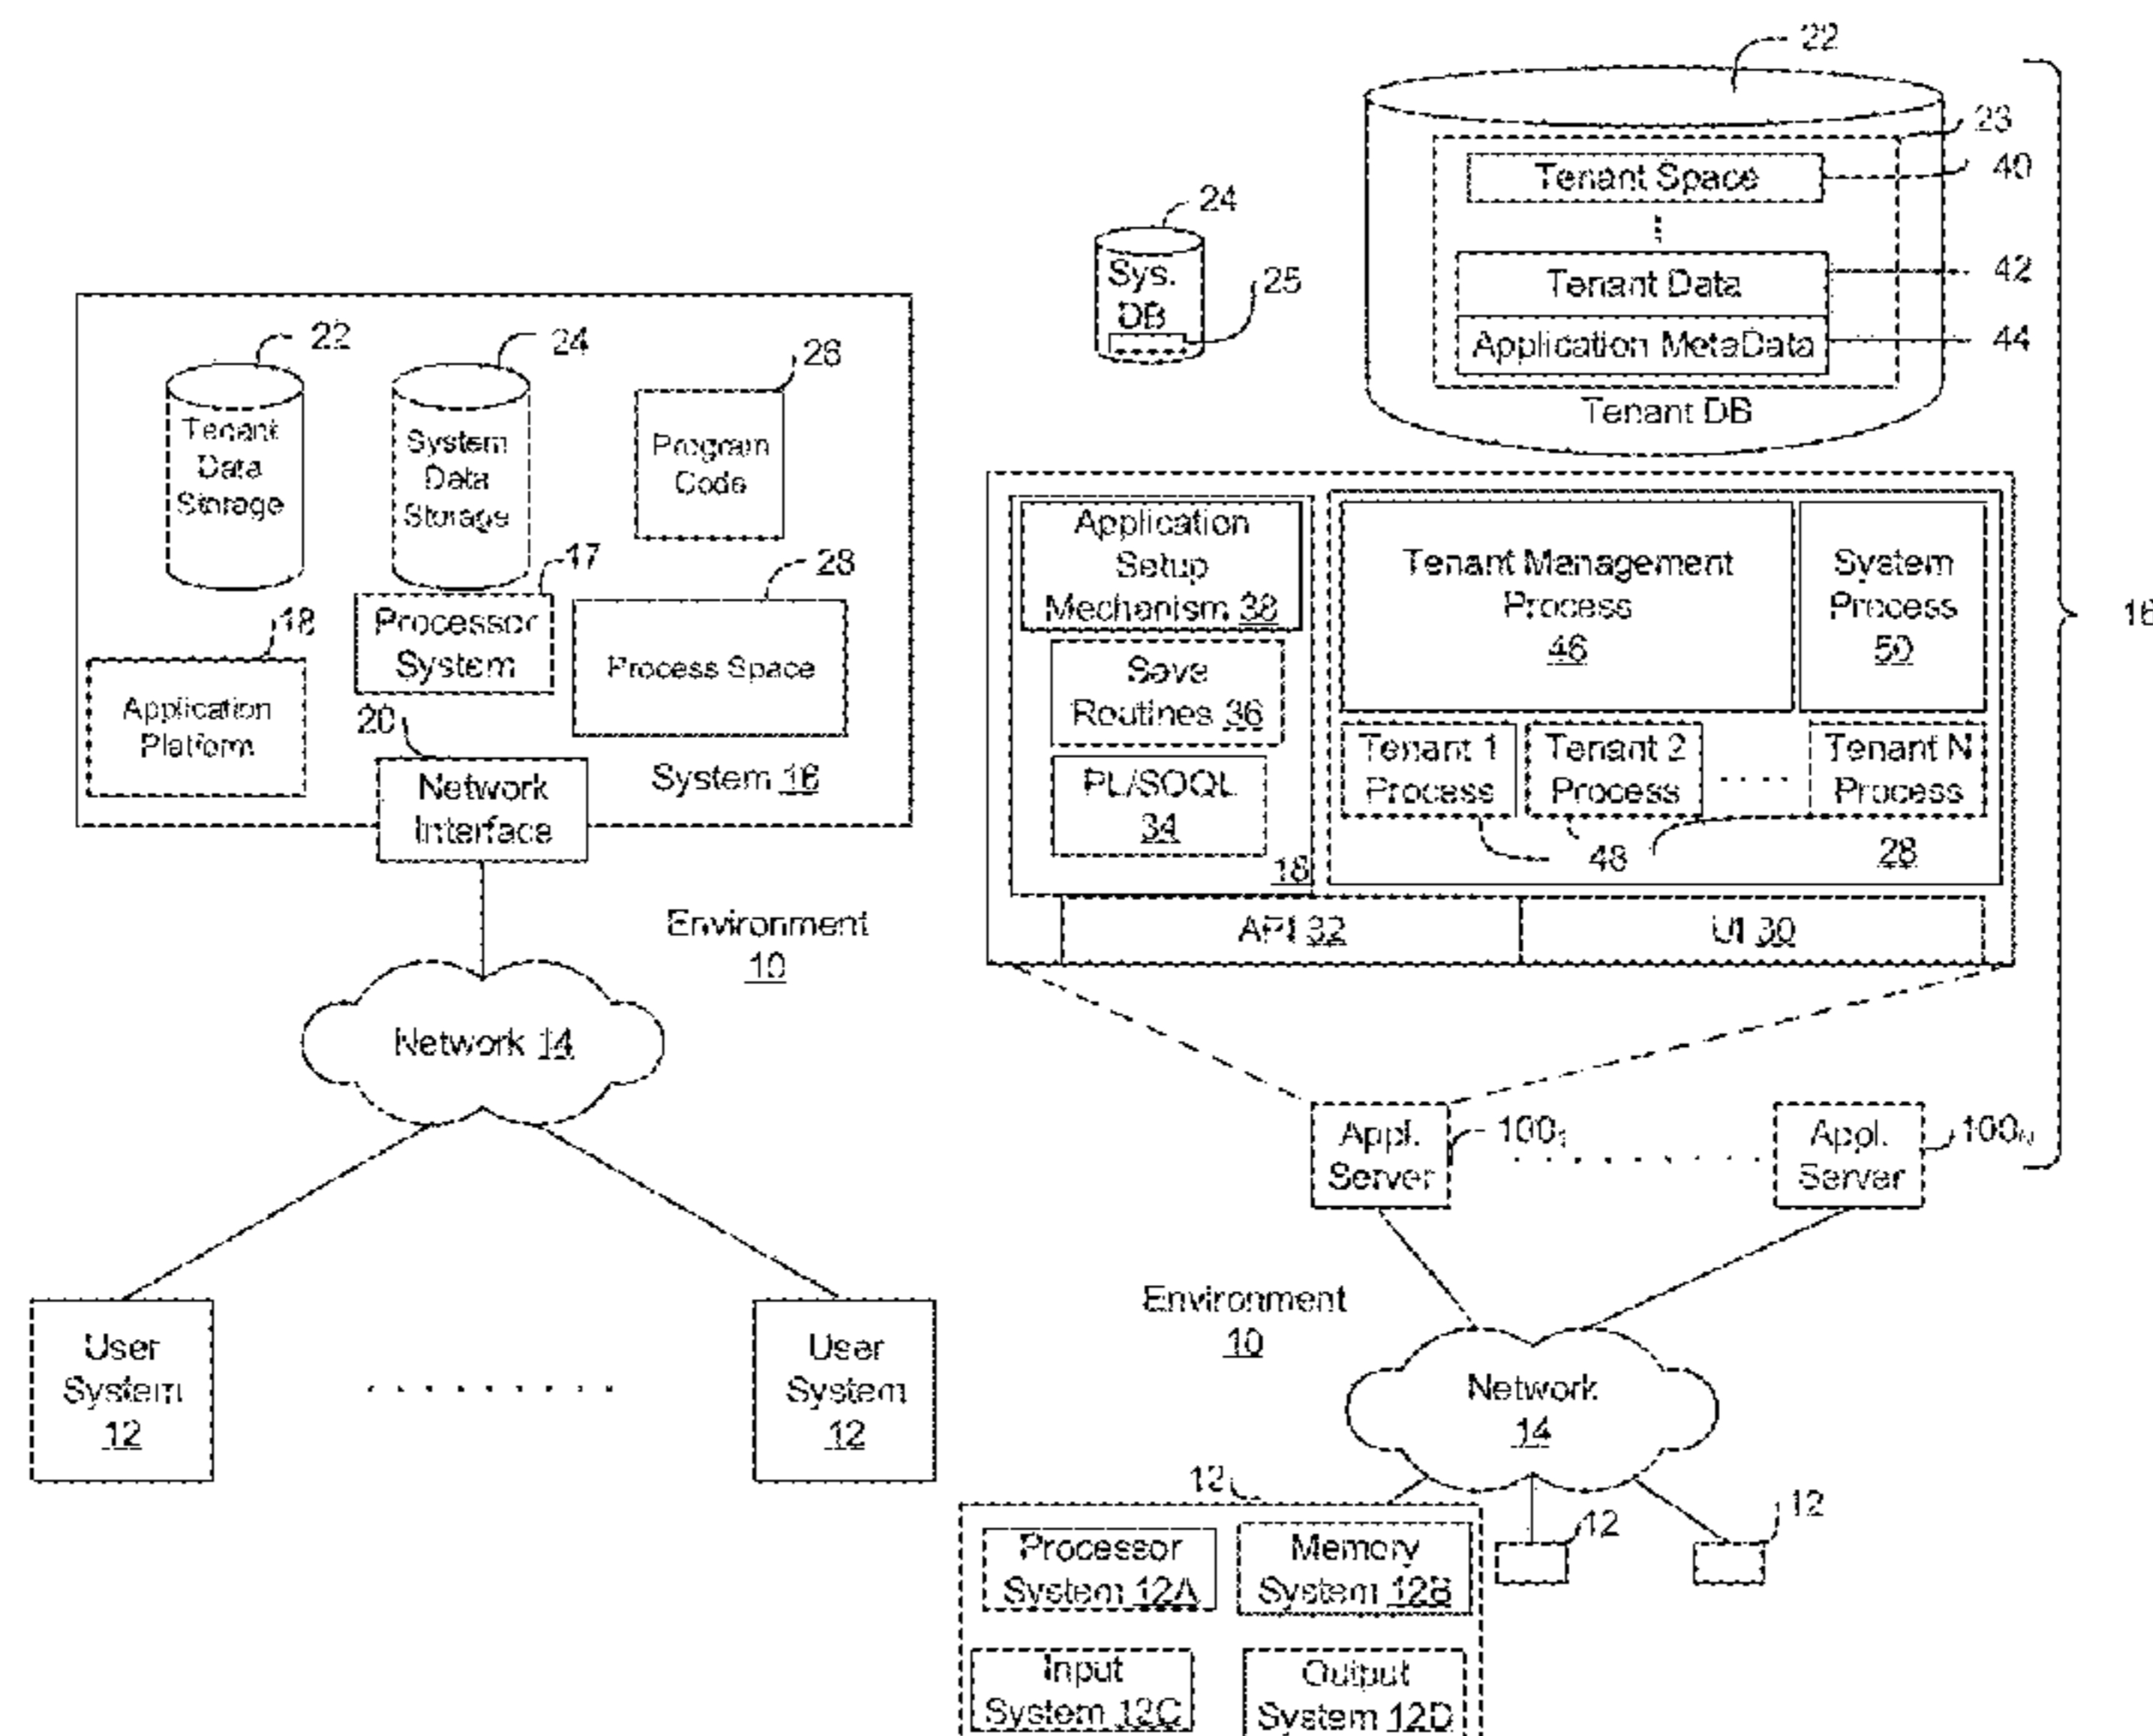 22
24
26
Tenant
Data
Storage
System
Data
Storage
Program
Code
17
28
18
Processor
System
Process Space
Application
Platform
20
Network
Interface
System 16
Environment
10
Network 14
User
System
12
. . . . . . . .
User
System
12
22
23
Tenant Space
40
24
Sys.
DB
25
Tenant Data
42
Application MetaData
44
Tenant DB
Application
Setup
Mechanism 38
Tenant Management
Process
46
System
Process
50
16
Save
Routines 36
PL/SOQL
34
18
Tenant 1
Process
Tenant 2
Process
. . . .
Tenant N
Process
48
28
API 32
UI 30
Appl.
Server
100₁
. . . . . . . . .
Appl.
Server
100N
Environment
10
Network
14
12
12
12
Processor
System 12A
Memory
System 12B
Input
System 12C
Output
System 12D